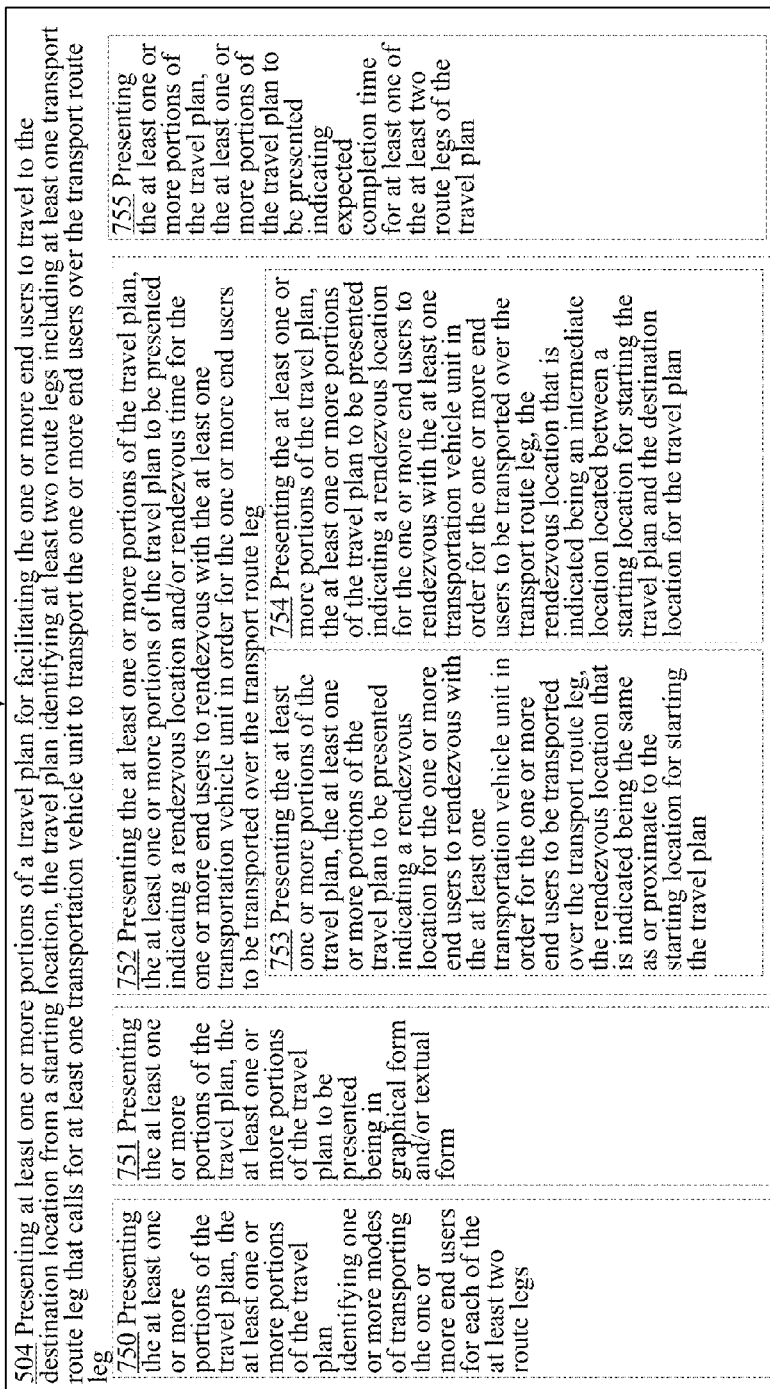 504 Presenting at least one or more portions of a travel plan for facilitating the one or more end users to travel to the
destination location from a starting location, the travel plan identifying at least two route legs including at least one transport
route leg that calls for at least one transportation vehicle unit to transport the one or more end users over the transport route
leg
750 Presenting
the at least one
or more
portions of the
travel plan, the
at least one or
more portions
of the travel
plan
identifying one
or more modes
of transporting
the one or
more end users
for each of the
at least two
route legs
751 Presenting
the at least one
or more
portions of the
travel plan, the
at least one or
more portions
of the travel
plan to be
presented
being in
graphical form
and/or textual
form
752 Presenting the at least one or more portions of the travel plan,
the at least one or more portions of the travel plan to be presented
indicating a rendezvous location and/or rendezvous time for the
one or more end users to rendezvous with the at least one
transportation vehicle unit in order for the one or more end users
to be transported over the transport route leg
753 Presenting the at least
one or more portions of the
travel plan, the at least one
or more portions of the
travel plan to be presented
indicating a rendezvous
location for the one or more
end users to rendezvous with
the at least one
transportation vehicle unit in
order for the one or more
end users to be transported
over the transport route leg,
the rendezvous location that
is indicated being the same
as or proximate to the
starting location for starting
the travel plan
754 Presenting the at least one or
more portions of the travel plan,
the at least one or more portions
of the travel plan to be presented
indicating a rendezvous location
for the one or more end users to
rendezvous with the at least one
transportation vehicle unit in
order for the one or more end
users to be transported over the
transport route leg, the
rendezvous location that is
indicated being an intermediate
location located between a
starting location for starting the
travel plan and the destination
location for the travel plan
755 Presenting
the at least one or
more portions of
the travel plan,
the at least one or
more portions of
the travel plan to
be presented
indicating
expected
completion time
for at least one of
the at least two
route legs of the
travel plan